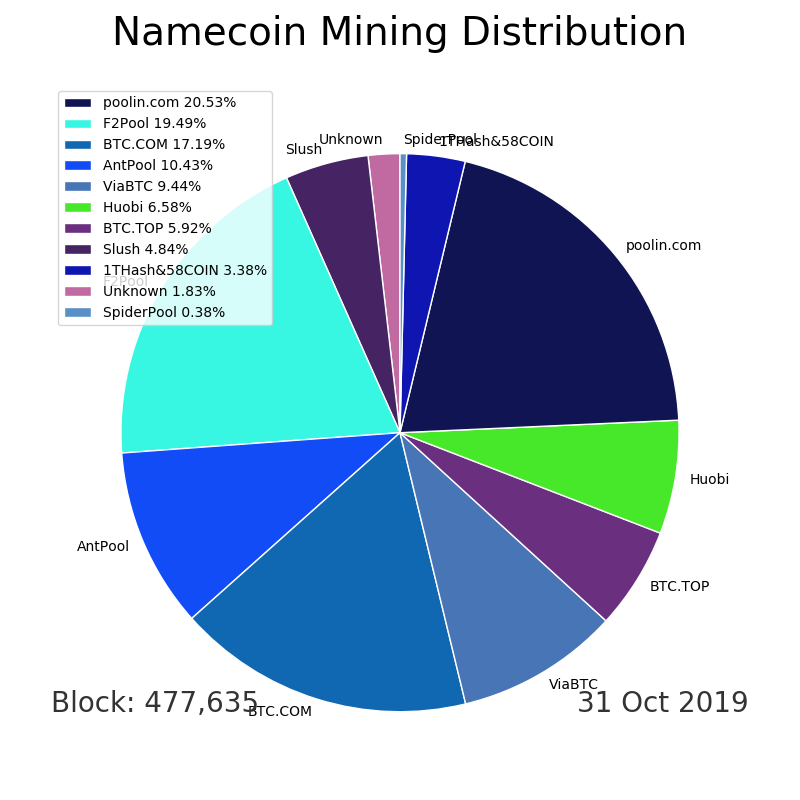 Namecoin Mining Distribution
poolin.com 20.53%
F2Pool 19.49%
BTC.COM 17.19%
AntPool 10.43%
ViaBTC 9.44%
Huobi 6.58%
BTC.TOP 5.92%
Slush 4.84%
1THash&58COIN 3.38%
Unknown 1.83%
SpiderPool 0.38%
Slush
Unknown
SpiderPool
1THash&58COIN
poolin.com
F2Pool
Huobi
AntPool
BTC.TOP
ViaBTC
BTC.COM
Block: 477,635
31 Oct 2019